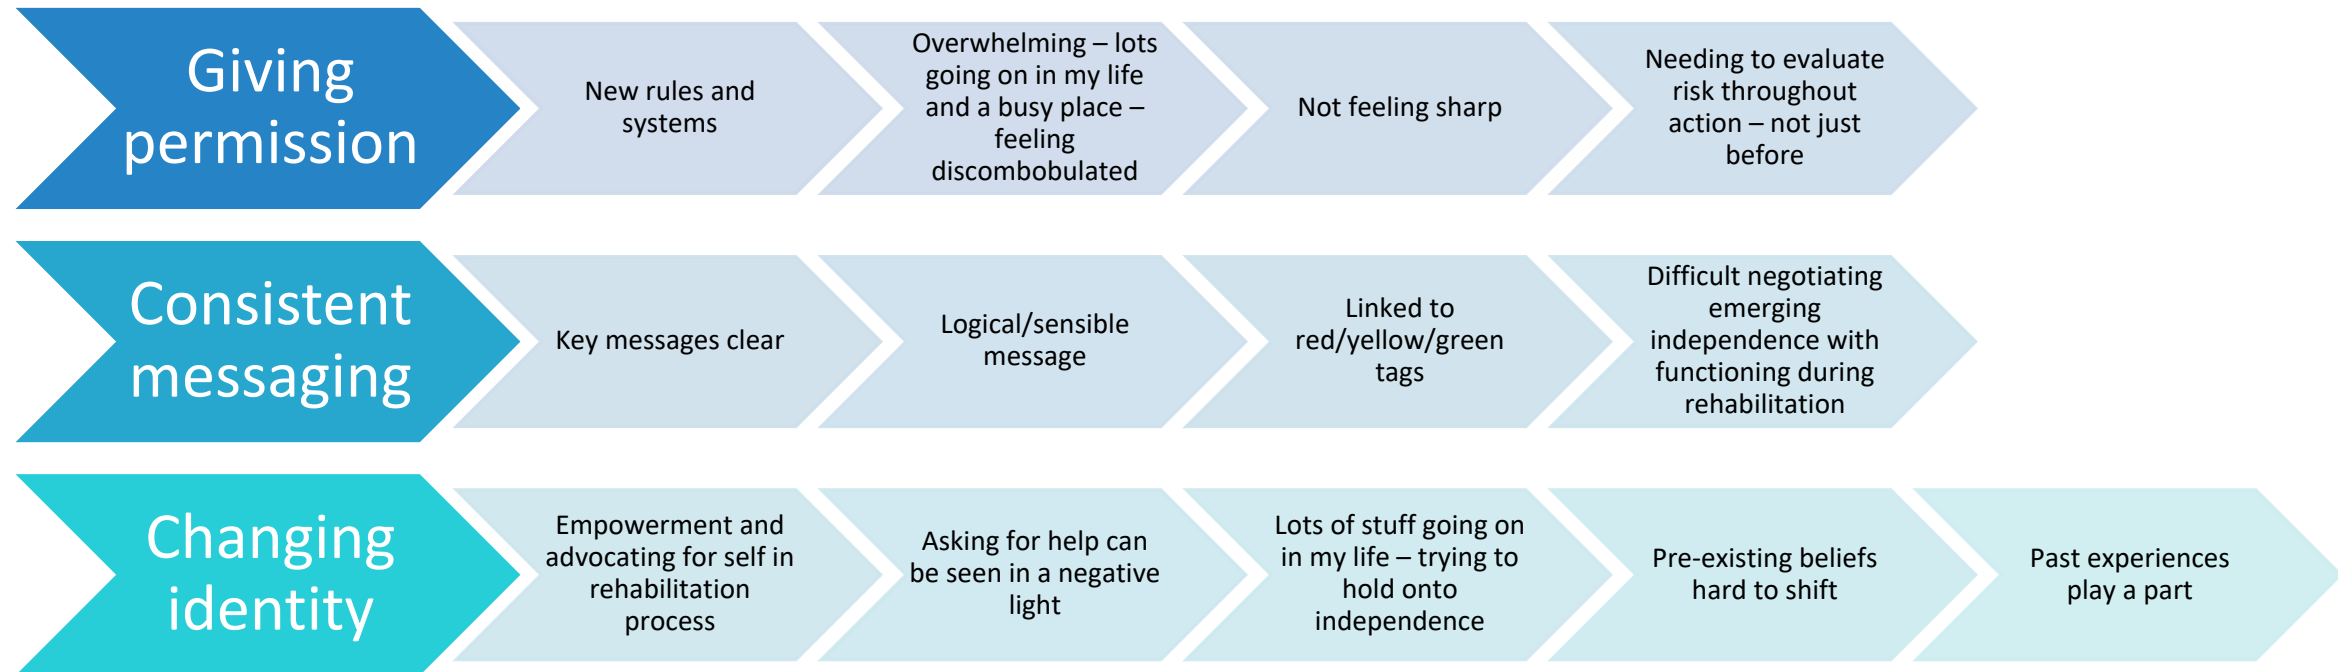 Giving
permission
New rules and
systems
Overwhelming – lots
going on in my life
and a busy place –
feeling
discombobulated
Not feeling sharp
Needing to evaluate
risk throughout
action – not just
before
Consistent
messaging
Key messages clear
Logical/sensible
message
Linked to
red/yellow/green
tags
Difficult negotiating
emerging
independence with
functioning during
rehabilitation
Changing
identity
Empowerment and
advocating for self in
rehabilitation
process
Asking for help can
be seen in a negative
light
Lots of stuff going on
in my life – trying to
hold onto
independence
Pre-existing beliefs
hard to shift
Past experiences
play a part